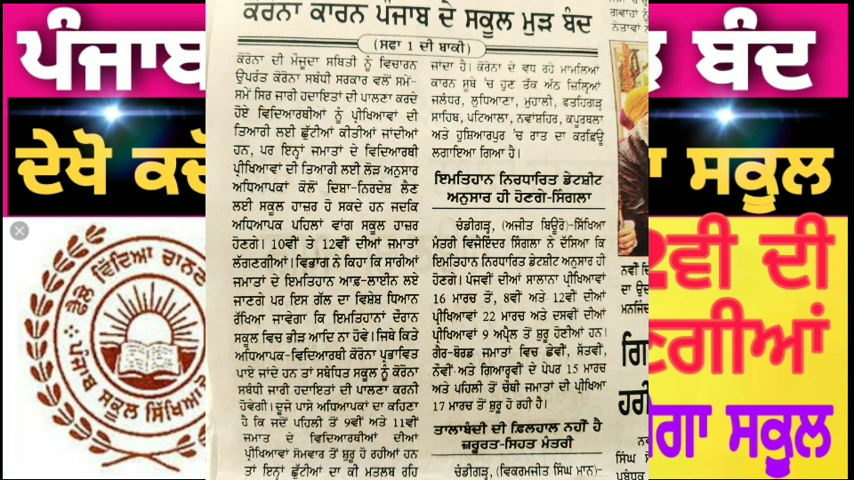 ਪੰਜਾਬ
ਦੇਖੋ
ਵਿੱਦਿਆ ਚਾਨਣ
ਪੰਜਾਬ ਸਕੂਲ ਸਿੱਖਿਆ
ਕੋਰੋਨਾ ਕਾਰਨ ਪੰਜਾਬ ਦੇ ਸਕੂਲ ਮੁੜ ਬੰਦ
(ਸਫਾ 1 ਦੀ ਬਾਕੀ)
ਕੋਰੋਨਾ ਦੀ ਮੌਜੂਦਾ ਸਥਿਤੀ ਨੂੰ ਵਿਚਾਰਨ
ਉਪਰੰਤ ਕੋਰੋਨਾ ਸਬੰਧੀ ਸਰਕਾਰ ਵਲੋਂ ਸਮੇਂ-
ਸਮੇਂ ਸਿਰ ਜਾਰੀ ਹਦਾਇਤਾਂ ਦੀ ਪਾਲਣਾ ਕਰਦੇ
ਹੋਏ ਵਿਦਿਆਰਥੀਆਂ ਨੂੰ ਪ੍ਰੀਖਿਆਵਾਂ ਦੀ
ਤਿਆਰੀ ਲਈ ਛੁੱਟੀਆਂ ਕੀਤੀਆਂ ਜਾਂਦੀਆਂ
ਹਨ, ਪਰ ਇਨ੍ਹਾਂ ਜਮਾਤਾਂ ਦੇ ਵਿਦਿਆਰਥੀ
ਪ੍ਰੀਖਿਆਵਾਂ ਦੀ ਤਿਆਰੀ ਲਈ ਲੋੜ ਅਨੁਸਾਰ
ਅਧਿਆਪਕਾਂ ਕੋਲੋਂ ਦਿਸ਼ਾ-ਨਿਰਦੇਸ਼ ਲੈਣ
ਲਈ ਸਕੂਲ ਹਾਜ਼ਰ ਹੋ ਸਕਦੇ ਹਨ ਜਦਕਿ
ਅਧਿਆਪਕ ਪਹਿਲਾਂ ਵਾਂਗ ਸਕੂਲ ਹਾਜ਼ਰ
ਹੋਣਗੇ। 10ਵੀਂ ਤੇ 12ਵੀਂ ਦੀਆਂ ਜਮਾਤਾਂ
ਲੱਗਣਗੀਆਂ। ਵਿਭਾਗ ਨੇ ਕਿਹਾ ਕਿ ਸਾਰੀਆਂ
ਜਮਾਤਾਂ ਦੇ ਇਮਤਿਹਾਨ ਆਫ਼-ਲਾਈਨ ਲਏ
ਜਾਣਗੇ ਪਰ ਇਸ ਗੱਲ ਦਾ ਵਿਸ਼ੇਸ਼ ਧਿਆਨ
ਰੱਖਿਆ ਜਾਵੇਗਾ ਕਿ ਇਮਤਿਹਾਨਾਂ ਦੌਰਾਨ
ਸਕੂਲ ਵਿਚ ਭੀੜ ਆਦਿ ਨਾ ਹੋਵੇ। ਜਿਥੇ ਕਿਤੇ
ਅਧਿਆਪਕ-ਵਿਦਿਆਰਥੀ ਕੋਰੋਨਾ ਪ੍ਰਭਾਵਿਤ
ਪਾਏ ਜਾਂਦੇ ਹਨ ਤਾਂ ਸਬੰਧਿਤ ਸਕੂਲ ਨੂੰ ਕੋਰੋਨਾ
ਸਬੰਧੀ ਜਾਰੀ ਹਦਾਇਤਾਂ ਦੀ ਪਾਲਣਾ ਕਰਨੀ
ਹੋਵੇਗੀ। ਦੂਜੇ ਪਾਸੇ ਅਧਿਆਪਕਾਂ ਦਾ ਕਹਿਣਾ
ਹੈ ਕਿ ਜਦੋਂ ਪਹਿਲੀ ਤੋਂ 9ਵੀਂ ਅਤੇ 11ਵੀਂ
ਜਮਾਤ ਦੇ ਵਿਦਿਆਰਥੀਆਂ ਦੀਆਂ
ਪ੍ਰੀਖਿਆਵਾਂ ਸੋਮਵਾਰ ਤੋਂ ਸ਼ੁਰੂ ਹੋ ਰਹੀਆਂ ਹਨ
ਤਾਂ ਇਨ੍ਹਾਂ ਛੁੱਟੀਆਂ ਦਾ ਕੀ ਮਤਲਬ ਰਹਿ
ਜਾਂਦਾ ਹੈ। ਕੋਰੋਨਾ ਦੇ ਵਧ ਰਹੇ ਮਾਮਲਿਆਂ
ਕਾਰਨ ਸੂਬੇ 'ਚ ਹੁਣ ਤੱਕ ਅੱਠ ਜ਼ਿਲ੍ਹਿਆਂ
ਜਲੰਧਰ, ਲੁਧਿਆਣਾ, ਮੁਹਾਲੀ, ਫਤਹਿਗੜ੍ਹ
ਸਾਹਿਬ, ਪਟਿਆਲਾ, ਨਵਾਂਸ਼ਹਿਰ, ਕਪੂਰਥਲਾ
ਅਤੇ ਹੁਸ਼ਿਆਰਪੁਰ 'ਚ ਰਾਤ ਦਾ ਕਰਫ਼ਿਊ
ਲਗਾਇਆ ਗਿਆ ਹੈ।
ਇਮਤਿਹਾਨ ਨਿਰਧਾਰਿਤ ਡੇਟਸ਼ੀਟ
ਅਨੁਸਾਰ ਹੀ ਹੋਣਗੇ-ਸਿੰਗਲਾ
ਚੰਡੀਗੜ੍ਹ, (ਅਜੀਤ ਬਿਊਰੋ)-ਸਿੱਖਿਆ
ਮੰਤਰੀ ਵਿਜੇਇੰਦਰ ਸਿੰਗਲਾ ਨੇ ਦੱਸਿਆ ਕਿ
ਇਮਤਿਹਾਨ ਨਿਰਧਾਰਿਤ ਡੇਟਸ਼ੀਟ ਅਨੁਸਾਰ ਹੀ
ਹੋਣਗੇ। ਪੰਜਵੀਂ ਦੀਆਂ ਸਾਲਾਨਾ ਪ੍ਰੀਖਿਆਵਾਂ
16 ਮਾਰਚ ਤੋਂ, 8ਵੀਂ ਅਤੇ 12ਵੀਂ ਦੀਆਂ
ਪ੍ਰੀਖਿਆਵਾਂ 22 ਮਾਰਚ ਅਤੇ ਦਸਵੀਂ ਦੀਆਂ
ਪ੍ਰੀਖਿਆਵਾਂ 9 ਅਪ੍ਰੈਲ ਤੋਂ ਸ਼ੁਰੂ ਹੋਣੀਆਂ ਹਨ।
ਗੈਰ-ਬੋਰਡ ਜਮਾਤਾਂ ਵਿਚ ਛੇਵੀਂ, ਸੱਤਵੀਂ,
ਨੌਵੀਂ ਅਤੇ ਗਿਆਰ੍ਹਵੀਂ ਦੇ ਪੇਪਰ 15 ਮਾਰਚ
ਅਤੇ ਪਹਿਲੀ ਤੋਂ ਚੌਥੀ ਜਮਾਤਾਂ ਦੀ ਪ੍ਰੀਖਿਆ
17 ਮਾਰਚ ਤੋਂ ਸ਼ੁਰੂ ਹੋ ਰਹੀ ਹੈ।
ਤਾਲਾਬੰਦੀ ਦੀ ਫਿਲਹਾਲ ਨਹੀਂ ਹੈ
ਜ਼ਰੂਰਤ-ਸਿਹਤ ਮੰਤਰੀ
ਚੰਡੀਗੜ੍ਹ, (ਵਿਕਰਮਜੀਤ ਸਿੰਘ ਮਾਨ)-
ਬੰਦ
ਸਕੂਲ
2ਵੀ ਦੀ
ਣਗੀਆਂ
ਗਾ ਸਕੂਲ